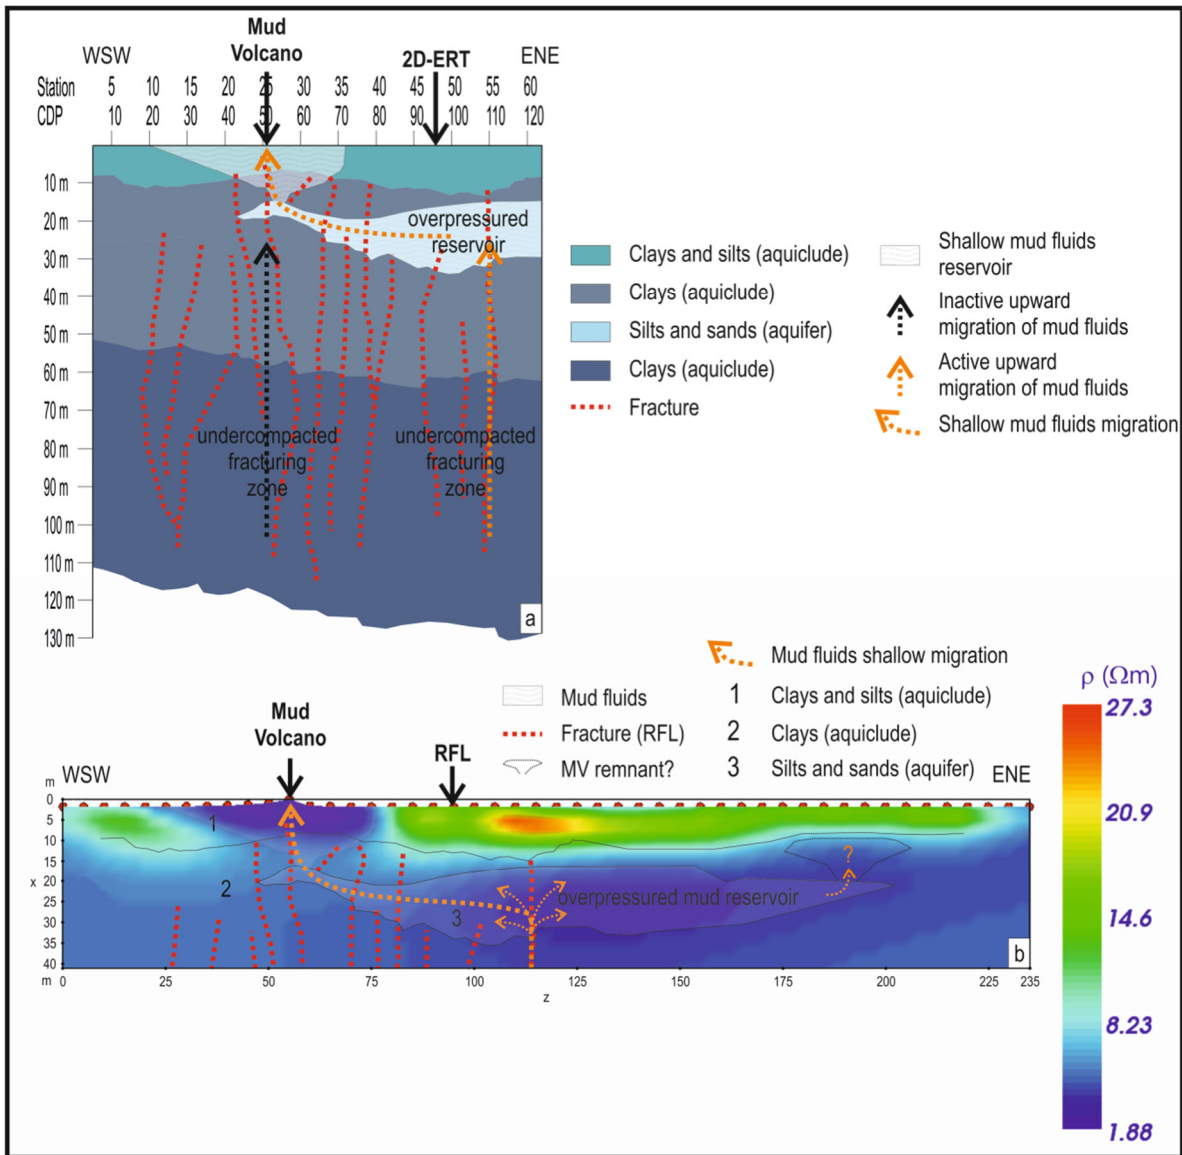 Mud
Volcano
WSW
2D-ERT
ENE
Station 5 10 15 20 25 30 35 40 45 50 55 60
CDP 10 20 30 40 50 60 70 80 90 100 110 120
10 m
20 m
30 m
40 m
50 m
60 m
70 m
80 m
90 m
100 m
110 m
120 m
130 m
overpressured
reservoir
undercompacted
fracturing
zone
undercompacted
fracturing
zone
a
Clays and silts (aquiclude)
Clays (aquiclude)
Silts and sands (aquifer)
Clays (aquiclude)
Fracture
Shallow mud fluids
reservoir
Inactive upward
migration of mud fluids
Active upward
migration of mud fluids
Shallow mud fluids migration
Mud fluids
Fracture (RFL)
MV remnant?
Mud fluids shallow migration
1 Clays and silts (aquiclude)
2 Clays (aquiclude)
3 Silts and sands (aquifer)
Mud
Volcano
RFL
WSW
ENE
m
0
5
10
15
x
20
25
30
35
40
m
1
2
3
overpressured mud reservoir
?
b
0 25 50 75 100 125 150 175 200 225 235
z
ρ (Ωm)
27.3
20.9
14.6
8.23
1.88